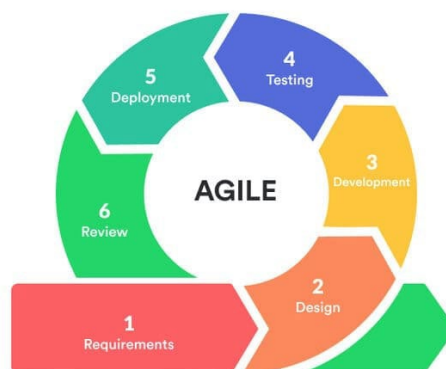 AGILE
1
Requirements
2
Design
3
Development
4
Testing
5
Deployment
6
Review